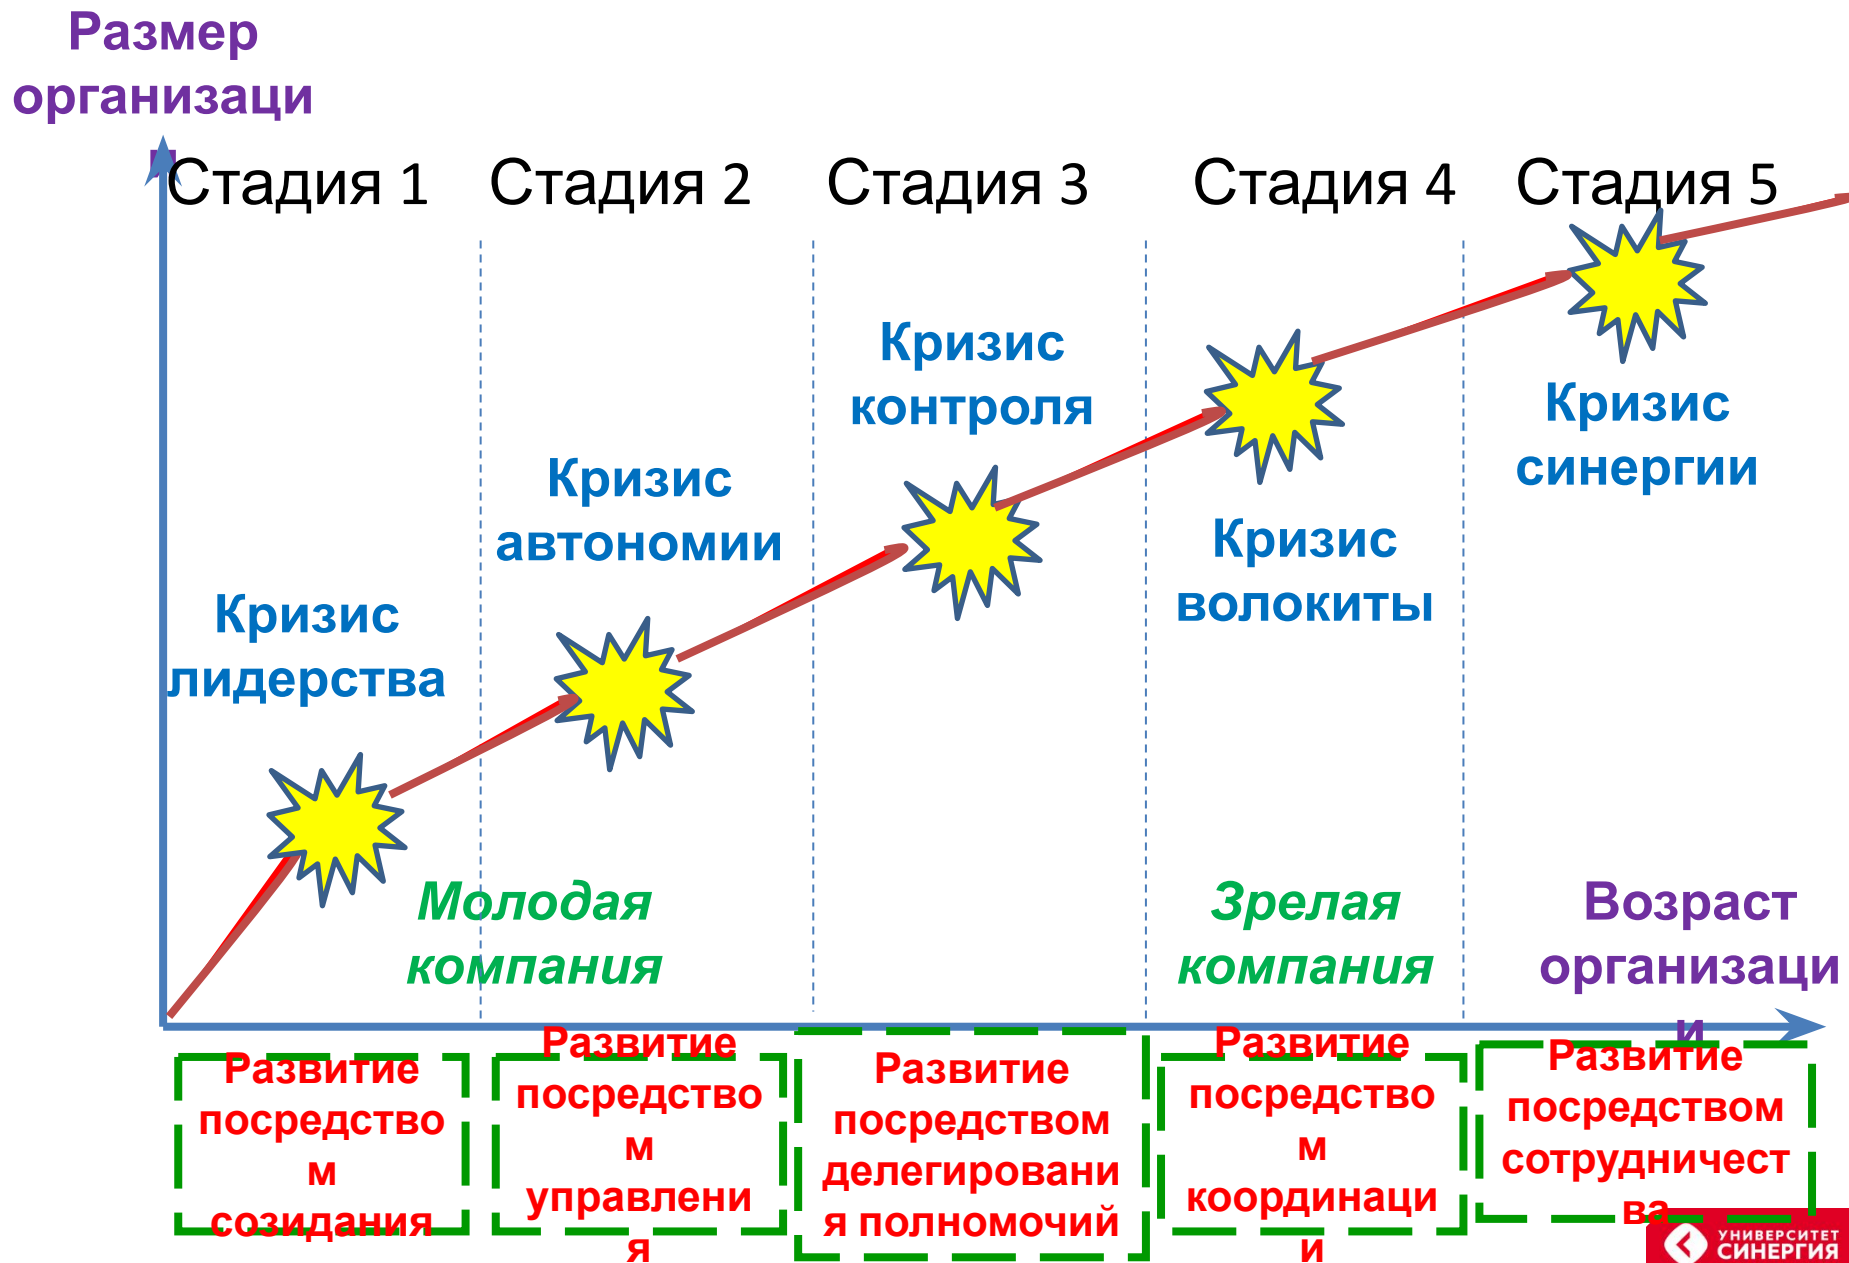 Размер
организаци
и
Стадия 1
Стадия 2
Стадия 3
Стадия 4
Стадия 5
Кризис
лидерства
Кризис
автономии
Кризис
контроля
Кризис
волокиты
Кризис
синергии
Молодая
компания
Зрелая
компания
Возраст
организаци
и
Развитие
посредство
м
созидания
Развитие
посредство
м
управлени
я
Развитие
посредством
делегировани
я полномочий
Развитие
посредство
м
координаци
и
Развитие
посредством
сотрудничест
ва
УНИВЕРСИТЕТ
СИНЕРГИЯ